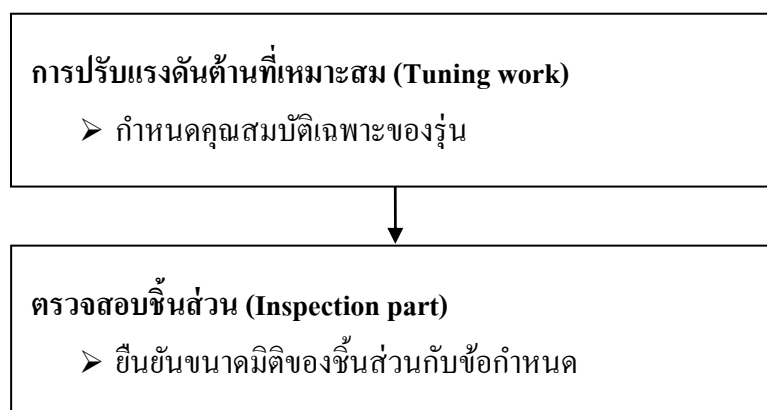 การปรับแรงดันต้านที่เหมาะสม (Tuning work)
➢ กำหนดคุณสมบัติเฉพาะของรุ่น
ตรวจสอบชิ้นส่วน (Inspection part)
➢ ยืนยันขนาดมิติของชิ้นส่วนกับข้อกำหนด